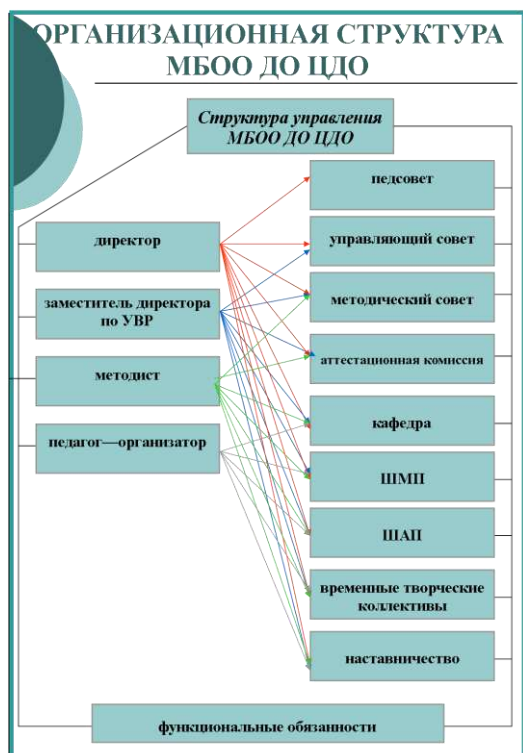 ОРГАНИЗАЦИОННАЯ СТРУКТУРА
МБОО ДО ЦДО
Структура управления
МБОО ДО ЦДО
директор
заместитель директора
по УВР
методист
педагог—организатор
педсовет
управляющий совет
методический совет
аттестационная комиссия
кафедра
ШМП
ШАП
временные творческие
коллективы
наставничество
функциональные обязанности